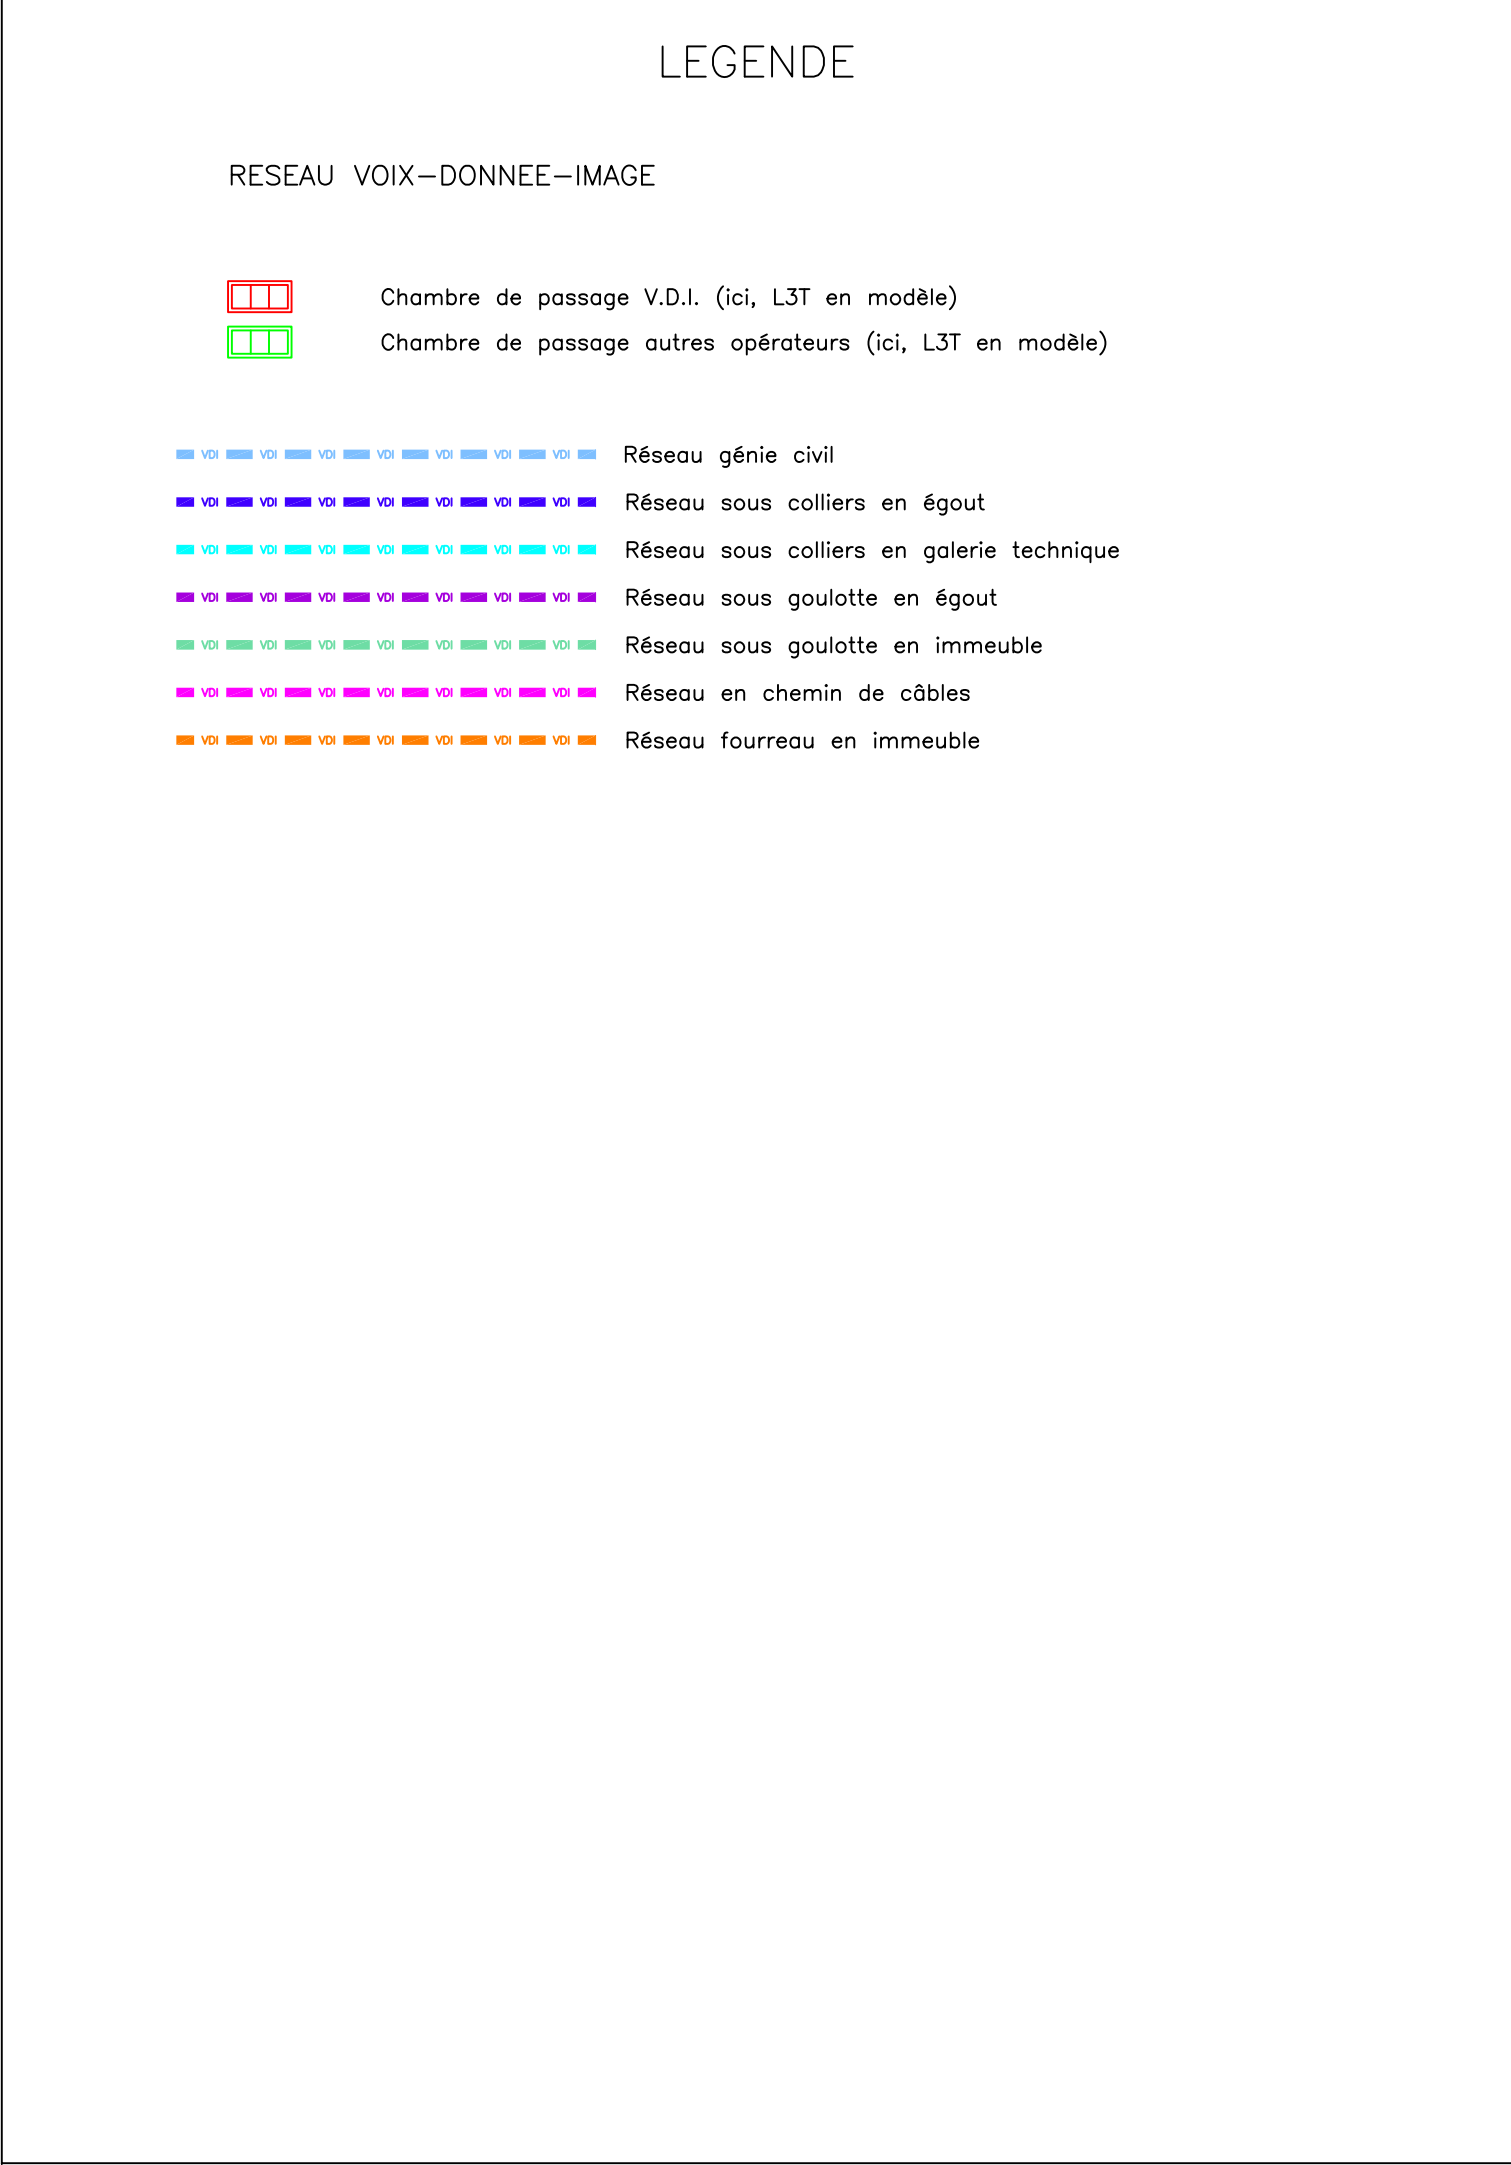 LEGENDE
RESEAU VOIX-DONNEE-IMAGE
Chambre de passage V.D.I. (ici, L3T en modèle)
Chambre de passage autres opérateurs (ici, L3T en modèle)
VDI VDI VDI VDI VDI VDI VDI Réseau génie civil
VDI VDI VDI VDI VDI VDI VDI Réseau sous colliers en égout
VDI VDI VDI VDI VDI VDI VDI Réseau sous colliers en galerie technique
VDI VDI VDI VDI VDI VDI VDI Réseau sous goulotte en égout
VDI VDI VDI VDI VDI VDI VDI Réseau sous goulotte en immeuble
VDI VDI VDI VDI VDI VDI VDI Réseau en chemin de câbles
VDI VDI VDI VDI VDI VDI VDI Réseau fourreau en immeuble